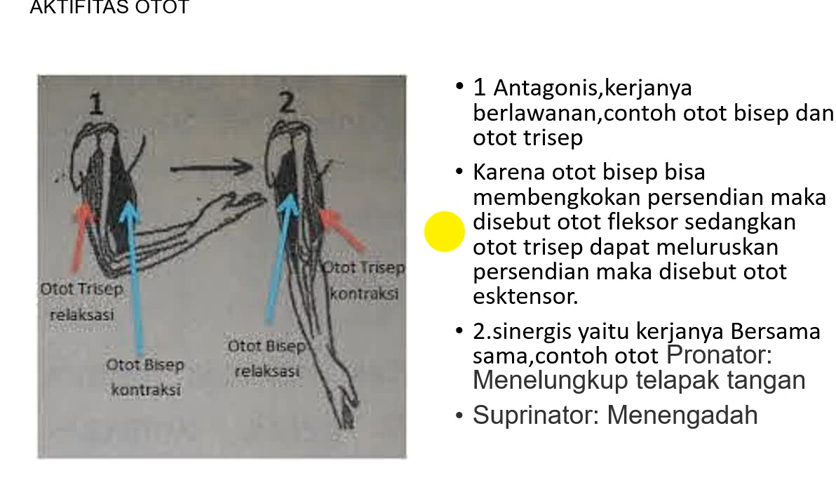 AKTIFITAS OTOT
1
2
Otot Trisep
relaksasi
Otot Bisep
kontraksi
Otot Bisep
relaksasi
Otot Trisep
kontraksi
• 1 Antagonis,kerjanya
berlawanan,contoh otot bisep dan
otot trisep
• Karena otot bisep bisa
membengkokan persendian maka
disebut otot fleksor sedangkan
otot trisep dapat meluruskan
persendian maka disebut otot
esktensor.
• 2.sinergis yaitu kerjanya Bersama
sama,contoh otot Pronator:
Menelungkup telapak tangan
• Suprinator: Menengadah